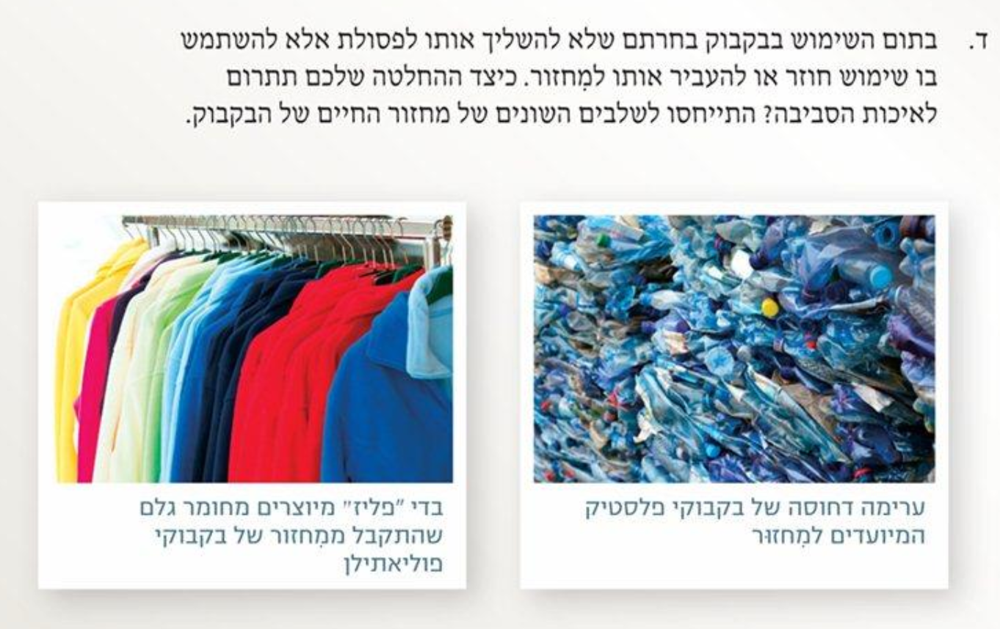 ד. בתום השימוש בבקבוק בחרתם שלא להשליך אותו לפסולת אלא להשתמש
בו שימוש חוזר או להעביר אותו למִחזור. כיצד ההחלטה שלכם תתרום
לאיכות הסביבה? התייחסו לשלבים השונים של מחזור החיים של הבקבוק.
ערימה דחוסה של בקבוקי פלסטיק
המיועדים למִחזוּר
בדי "פליז" מיוצרים מחומר גלם
שהתקבל ממִחזור של בקבוקי
פוליאתילן